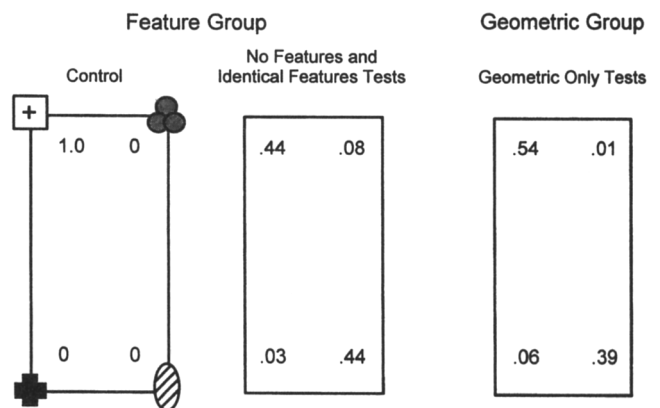 Feature Group
Geometric Group
Control
No Features and
Identical Features Tests
Geometric Only Tests
+
1.0 0
.44 .08
.54 .01
0 0
.03 .44
.06 .39